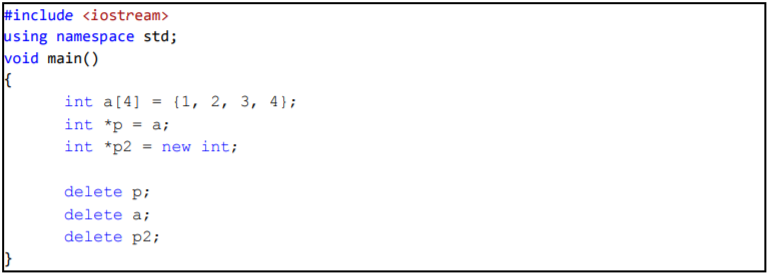 #include <iostream>
using namespace std;
void main()
{
int a[4] = {1, 2, 3, 4};
int *p = a;
int *p2 = new int;
delete p;
delete a;
delete p2;
}